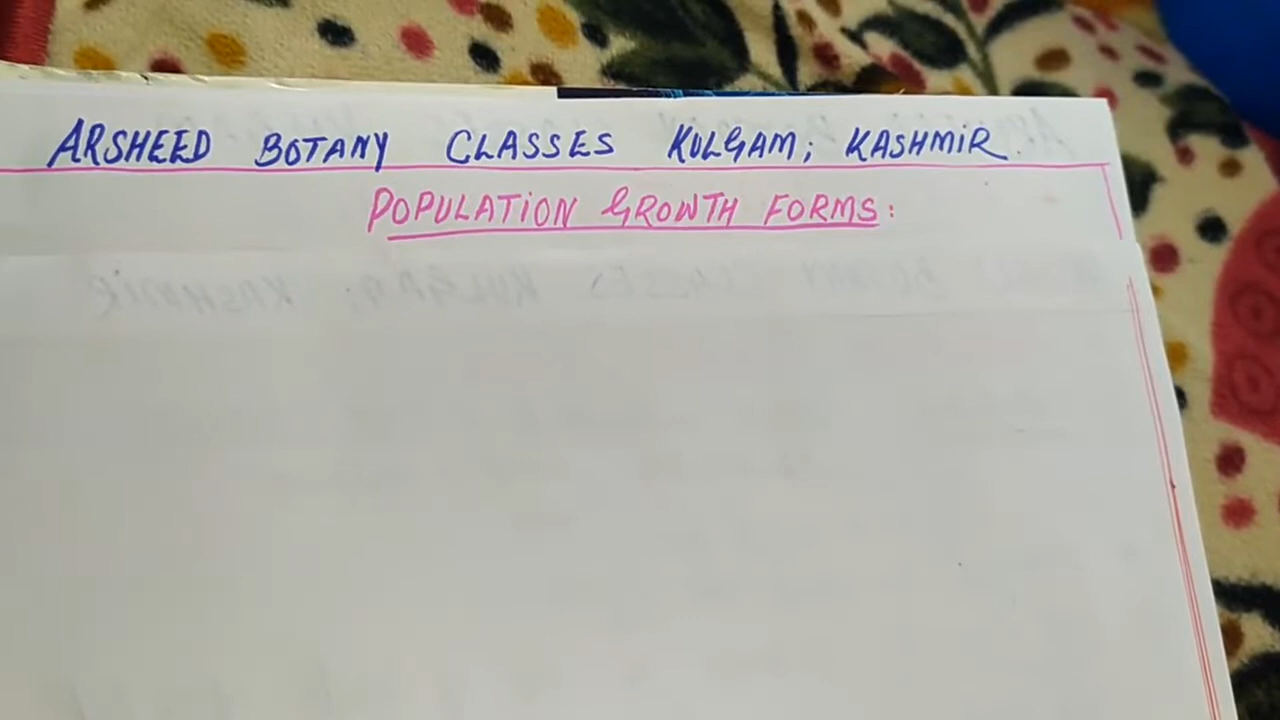 ARSHEED BOTANY CLASSES KULGAM; KASHMIR
POPULATION GROWTH FORMS: